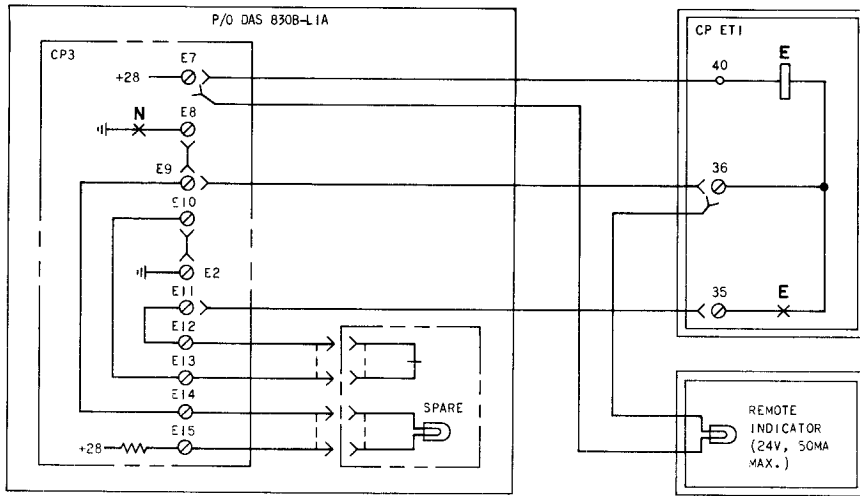 P/O DAS 830B-L1A
CP3
E7
+28
N
E8
E9
E10
E2
E11
E12
E13
E14
SPARE
E15
+28
CP ET1
40
E
36
35
E
REMOTE
INDICATOR
(24V, 50MA
MAX.)